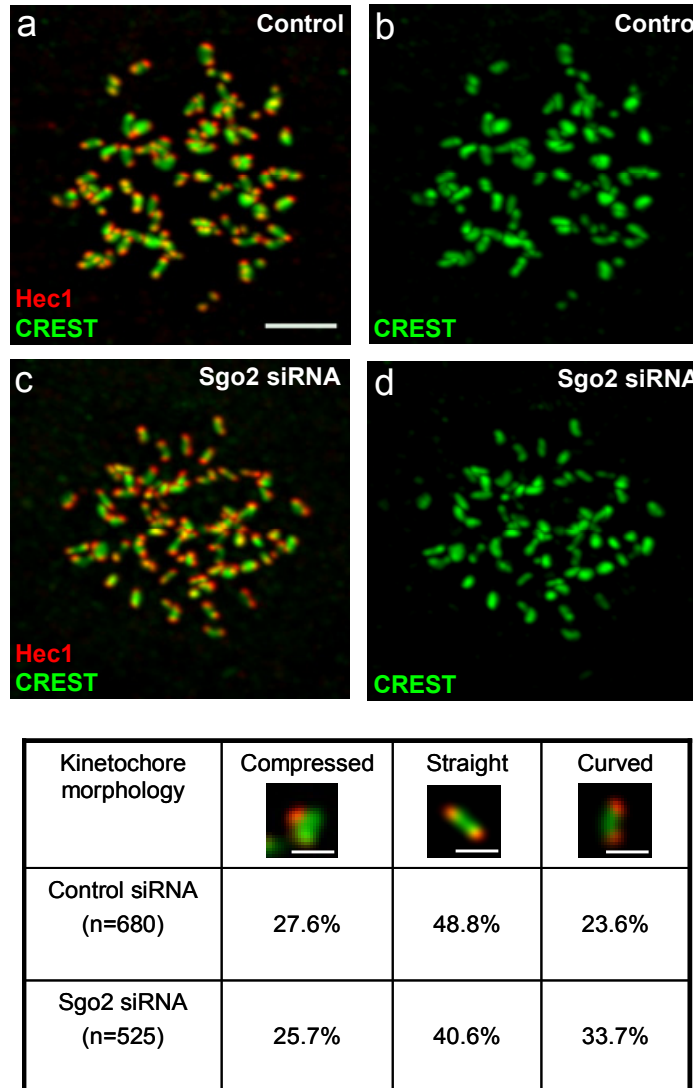 a
Control
Hec1
CREST
b
Contro
CREST
c
Sgo2 siRNA
Hec1
CREST
d
Sgo2 siRNA
CREST
Kinetochore
morphology
Compressed
Straight
Curved
Control siRNA
(n=680)
27.6%
48.8%
23.6%
Sgo2 siRNA
(n=525)
25.7%
40.6%
33.7%